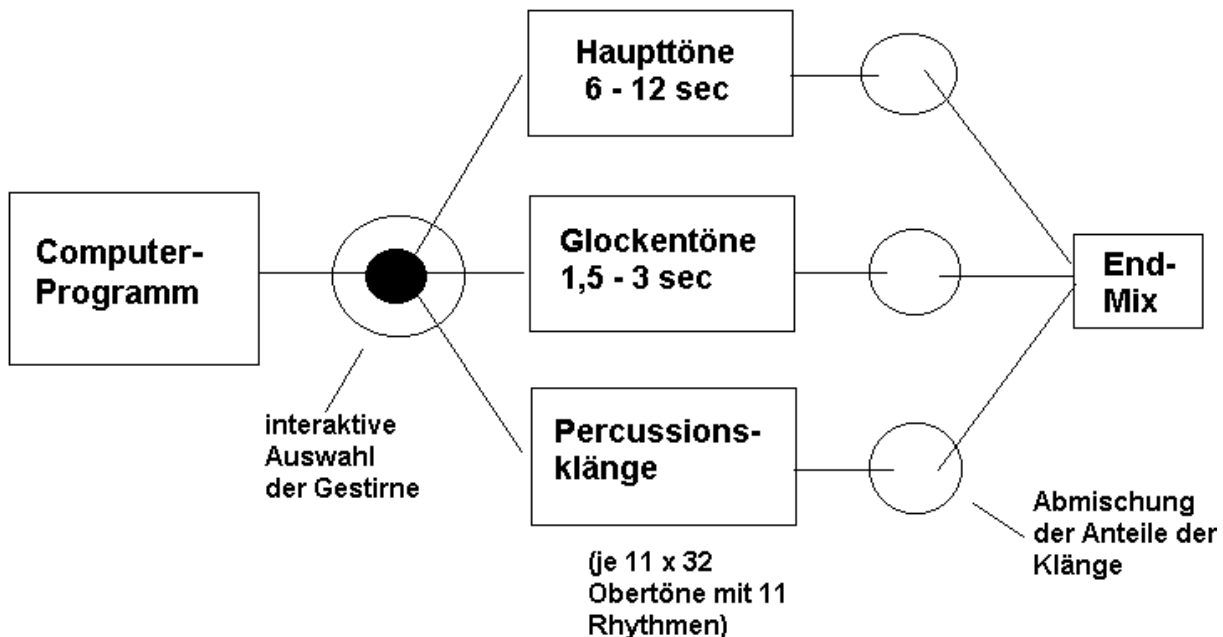 Haupttöne
6 - 12 sec
Computer-
Programm
Glockentöne
1,5 - 3 sec
End-
Mix
interaktive
Auswahl
der Gestirne
Percussions-
klänge
(je 11 x 32
Obertöne mit 11
Rhythmen)
Abmischung
der Anteile der
Klänge